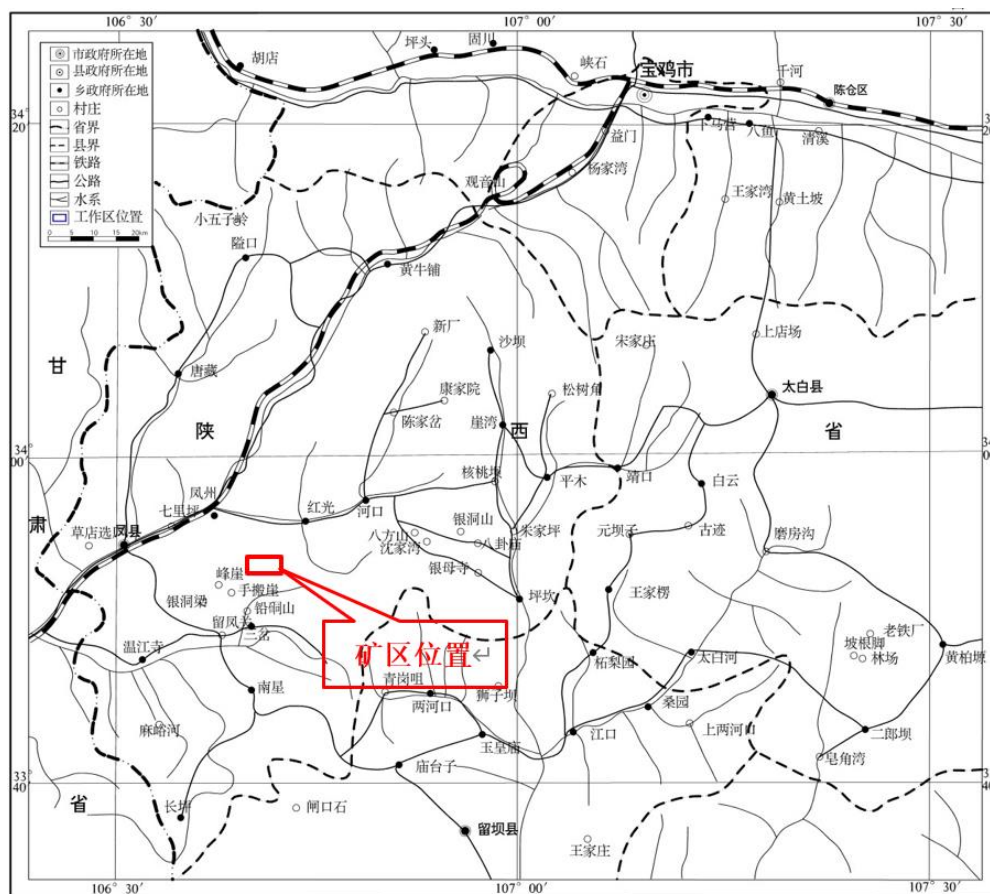 106° 30′
107° 00′
107° 30′
市政府所在地
县政府所在地
乡政府所在地
村庄
省界
县界
铁路
公路
水系
工作区位置
0 5 10 15 20km
胡店
坪头
固川
峡石
宝鸡市
千河
陈仓区
34°
20′
益门
下马营
八鱼
清溪
观音山
杨家湾
王家湾
黄土坡
小五子岭
隘口
黄牛铺
新厂
沙坝
宋家庄
上店场
甘
唐藏
康家院
松树角
太白县
陕
陈家岔
崖湾
西
省
34°
00′
核桃坝
平木
靖口
白云
凤州
七里坪
红光
河口
肃
草店选
凤县
八方山
银洞山
朱家坪
元坝子
古迹
磨房沟
沈家湾
八卦庙
峰崖
手搬崖
银母寺
坪坎
王家楞
银洞梁
铅硐山
留凤关
三岔
老铁厂
坡根脚
林场
黄柏塬
温江寺
矿区位置
柘梨园
太白河
青岗咀
南星
两河口
狮子坝
桑园
麻峪河
上两河口
玉皇庙
江口
二郎坝
庙台子
皂角湾
33°
40′
省
长坪
闸口石
留坝县
王家庄
106° 30′
107° 00′
107° 30′